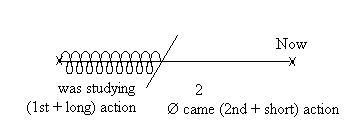 Now
was studying
2
(1st + long) action
Ø came (2nd + short) action